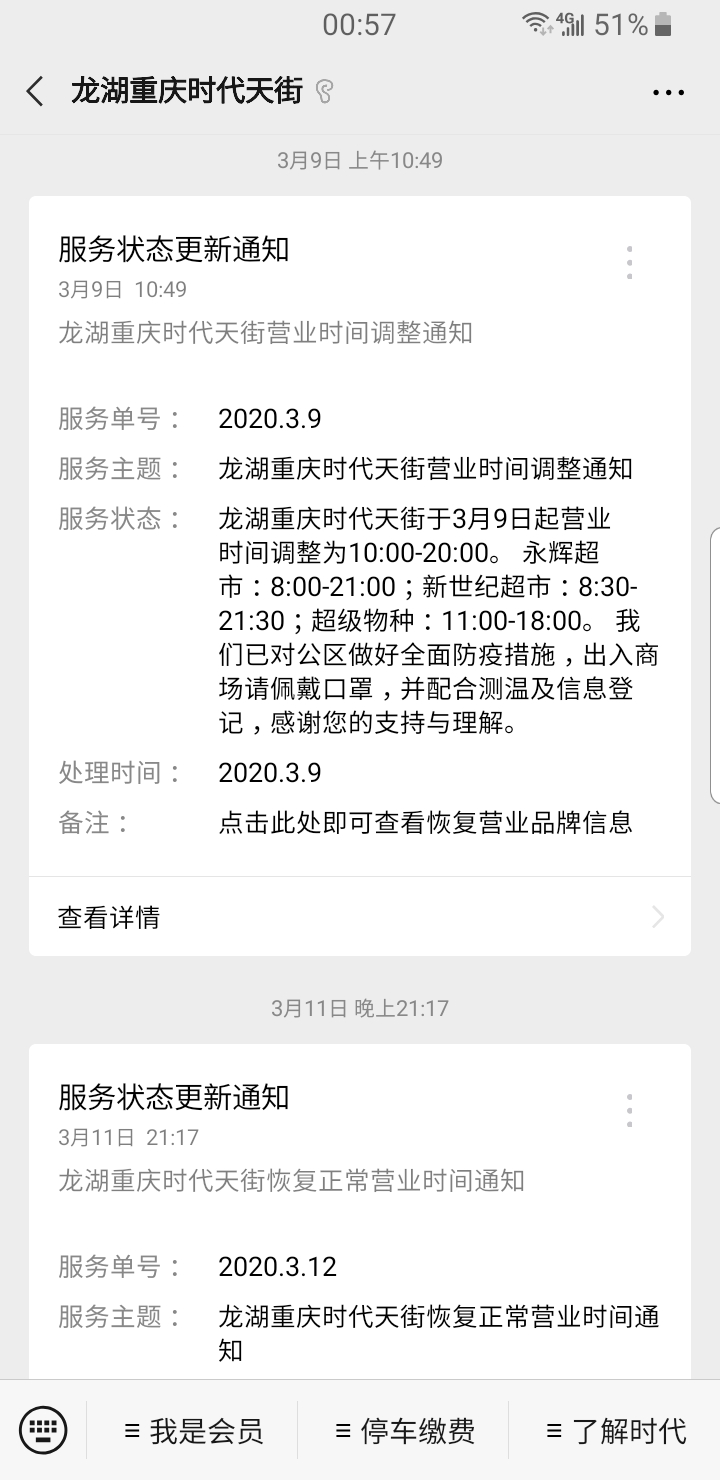 00:57
4G 51%
龙湖重庆时代天街
3月9日 上午10:49
服务状态更新通知
3月9日 10:49
龙湖重庆时代天街营业时间调整通知
服务单号： 2020.3.9
服务主题： 龙湖重庆时代天街营业时间调整通知
服务状态： 龙湖重庆时代天街于3月9日起营业
时间调整为10:00-20:00。 永辉超
市：8:00-21:00；新世纪超市：8:30-
21:30；超级物种：11:00-18:00。 我
们已对公区做好全面防疫措施，出入商
场请佩戴口罩，并配合测温及信息登
记，感谢您的支持与理解。
处理时间： 2020.3.9
备注： 点击此处即可查看恢复营业品牌信息
查看详情
3月11日 晚上21:17
服务状态更新通知
3月11日 21:17
龙湖重庆时代天街恢复正常营业时间通知
服务单号： 2020.3.12
服务主题： 龙湖重庆时代天街恢复正常营业时间通
知
我是会员 停车缴费 了解时代